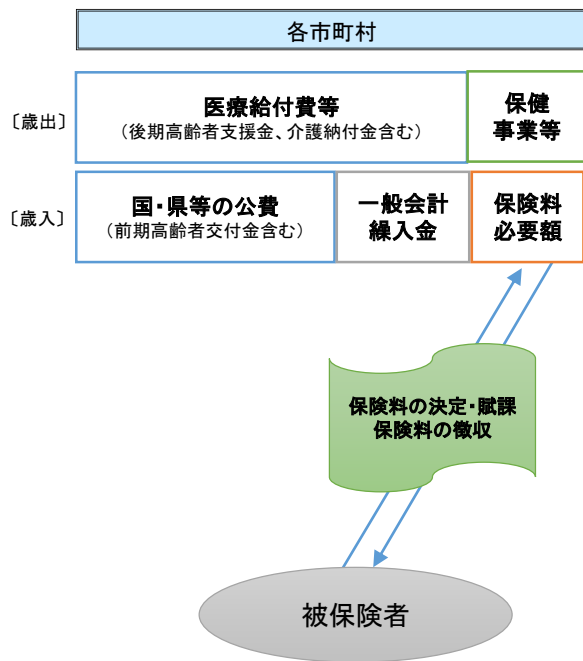 各市町村
〔歳出〕
医療給付費等
（後期高齢者支援金、介護納付金含む）
保健
事業等
〔歳入〕
国・県等の公費
（前期高齢者交付金含む）
一般会計
繰入金
保険料
必要額
保険料の決定・賦課
保険料の徴収
被保険者